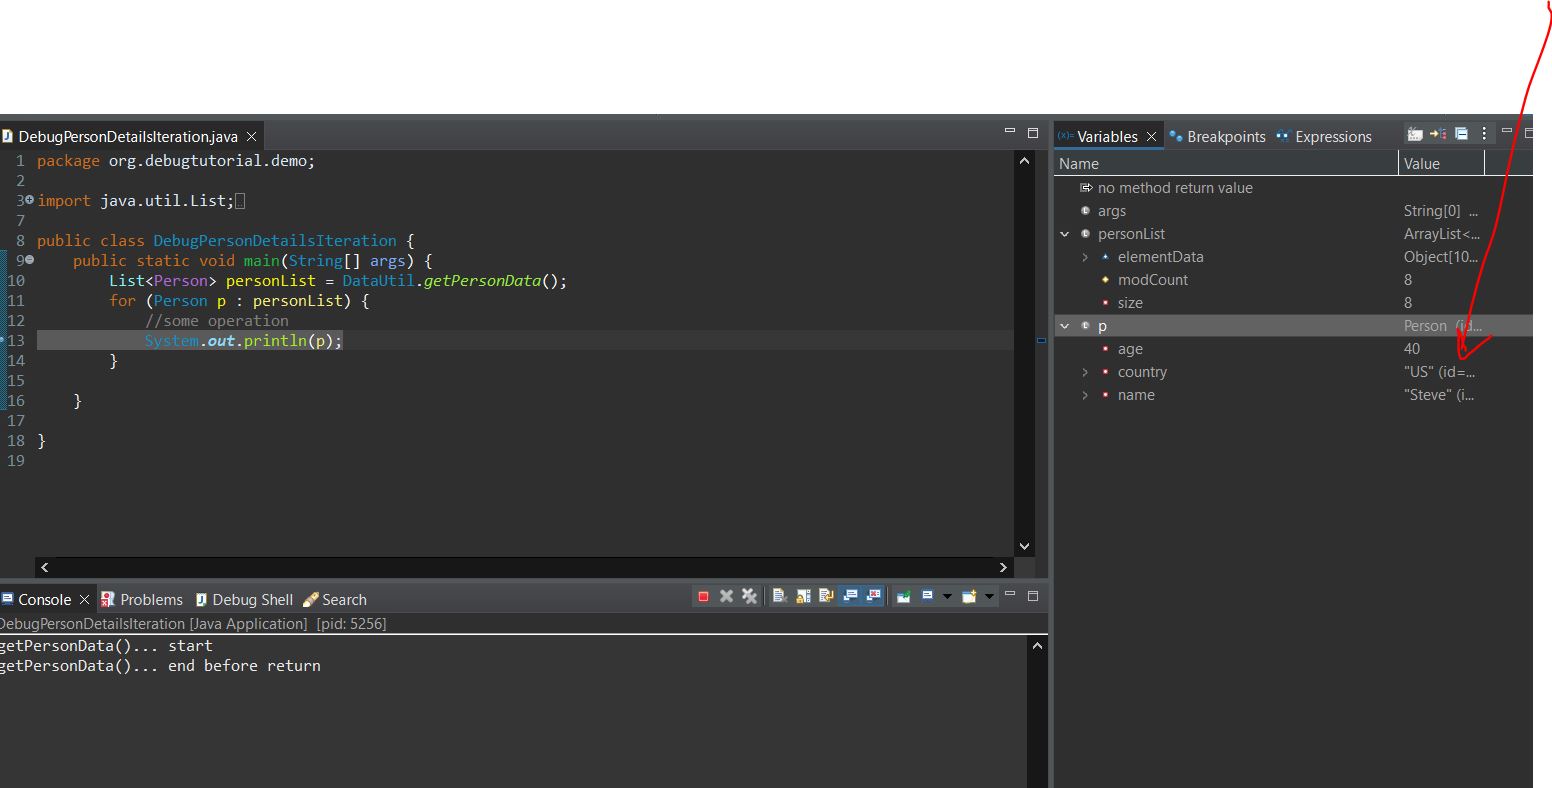 DebugPersonDetailsIteration.java
1 package org.debugtutorial.demo;
2
3 import java.util.List;
7
8 public class DebugPersonDetailsIteration {
9 public static void main(String[] args) {
10 List<Person> personList = DataUtil.getPersonData();
11 for (Person p : personList) {
12 //some operation
13 System.out.println(p);
14 }
15
16 }
17
18 }
19
Console Problems Debug Shell Search
DebugPersonDetailsIteration [Java Application] [pid: 5256]
getPersonData()... start
getPersonData()... end before return
(x)= Variables Breakpoints Expressions
Name Value
no method return value
args String[0] ...
personList ArrayList<...
elementData Object[10...
modCount 8
size 8
p Person (id...
age 40
country "US" (id=...
name "Steve" (i...